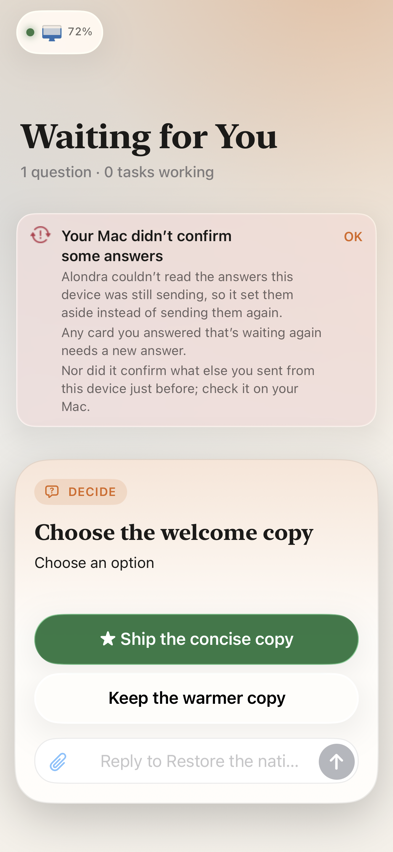 72%
Waiting for You
1 question · 0 tasks working
Your Mac didn’t confirm
some answers
OK
Alondra couldn’t read the answers this
device was still sending, so it set them
aside instead of sending them again.
Any card you answered that’s waiting again
needs a new answer.
Nor did it confirm what else you sent from
this device just before; check it on your
Mac.
DECIDE
Choose the welcome copy
Choose an option
★ Ship the concise copy
Keep the warmer copy
Reply to Restore the nati...